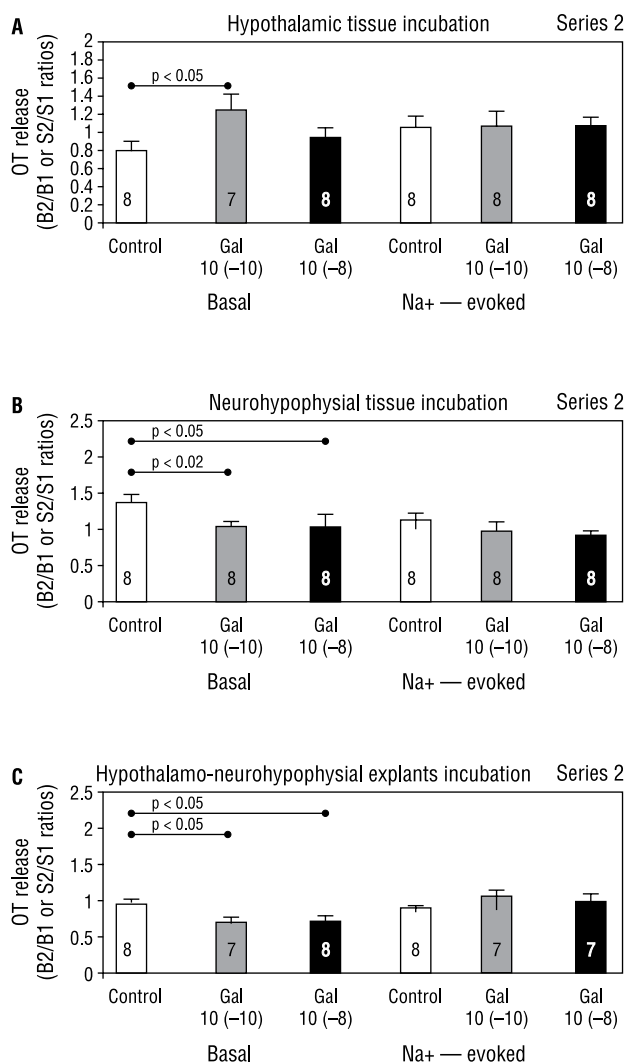 A Hypothalamic tissue incubation Series 2
OT release
(B2/B1 or S2/S1 ratios)
2
1.8
1.6
1.4
1.2
1
0.8
0.6
0.4
0.2
0
p < 0.05
8 7 8 8 8 8
Control Gal Gal Control Gal Gal
10 (–10) 10 (–8) 10 (–10) 10 (–8)
Basal Na+ — evoked
B Neurohypophysial tissue incubation Series 2
OT release
(B2/B1 or S2/S1 ratios)
2.5
2
1.5
1
0.5
0
p < 0.05
p < 0.02
8 8 8 8 8 8
Control Gal Gal Control Gal Gal
10 (–10) 10 (–8) 10 (–10) 10 (–8)
Basal Na+ — evoked
C Hypothalamo-neurohypophysial explants incubation Series 2
OT release
(B2/B1 or S2/S1 ratios)
2.5
2
1.5
1
0.5
0
p < 0.05
p < 0.05
8 7 8 8 7 7
Control Gal Gal Control Gal Gal
10 (–10) 10 (–8) 10 (–10) 10 (–8)
Basal Na+ — evoked